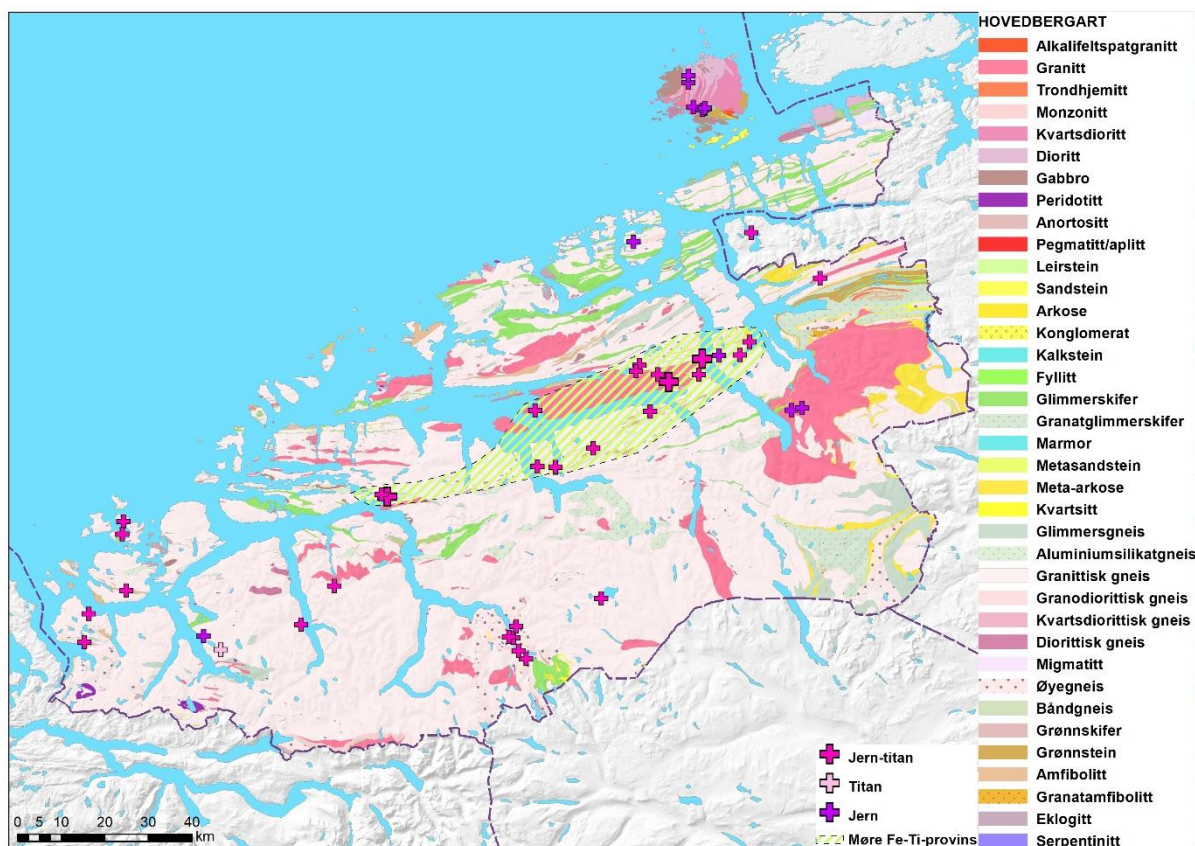 HOVEDBERGART
Alkalifeltspatgranitt
Granitt
Trondhjemitt
Monzonitt
Kvartsdioritt
Dioritt
Gabbro
Peridotitt
Anortositt
Pegmatitt/aplitt
Leirstein
Sandstein
Arkose
Konglomerat
Kalkstein
Fyllitt
Glimmerskifer
Granatglimmerskifer
Marmor
Metasandstein
Meta-arkose
Kvartsitt
Glimmersgneis
Aluminiumsilikatgneis
Granittisk gneis
Granodiorittisk gneis
Kvartsdiorittisk gneis
Diorittisk gneis
Migmatitt
Øyegneis
Båndgneis
Grønnskifer
Grønnstein
Amfibolitt
Granatamfibolitt
Eklogitt
Serpentinitt
Jern-titan
Titan
Jern
Møre Fe-Ti-provins
0 5 10 20 30 40
km